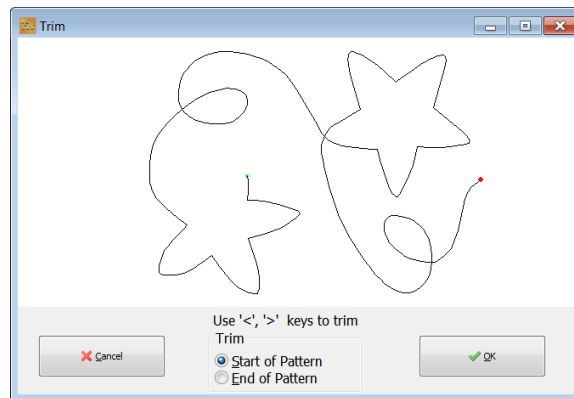 Trim
Use '<', '>' keys to trim
Trim
Cancel
Start of Pattern
OK
End of Pattern